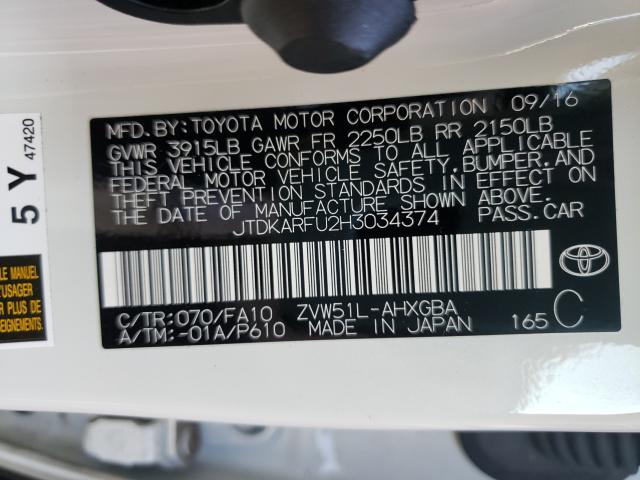 MFD.BY: TOYOTA MOTOR CORPORATION 09/16
GVWR 3915LB GAWR FR 2250LB RR 2150LB
THIS VEHICLE CONFORMS TO ALL APPLICABLE
FEDERAL MOTOR VEHICLE SAFETY, BUMPER, AND
THEFT PREVENTION STANDARDS IN EFFECT ON
THE DATE OF MANUFACTURE SHOWN ABOVE.
JTDKARFU2H3034374 PASS.CAR
C/TR: 070/FA10 ZVW51L-AHXGBA
A/TM: -01A/P610 MADE IN JAPAN 165 C
TOYOTA
5 Y
47420
LE MANUEL
L'USAGER
PLUS DE
SEIGNEMENTS.